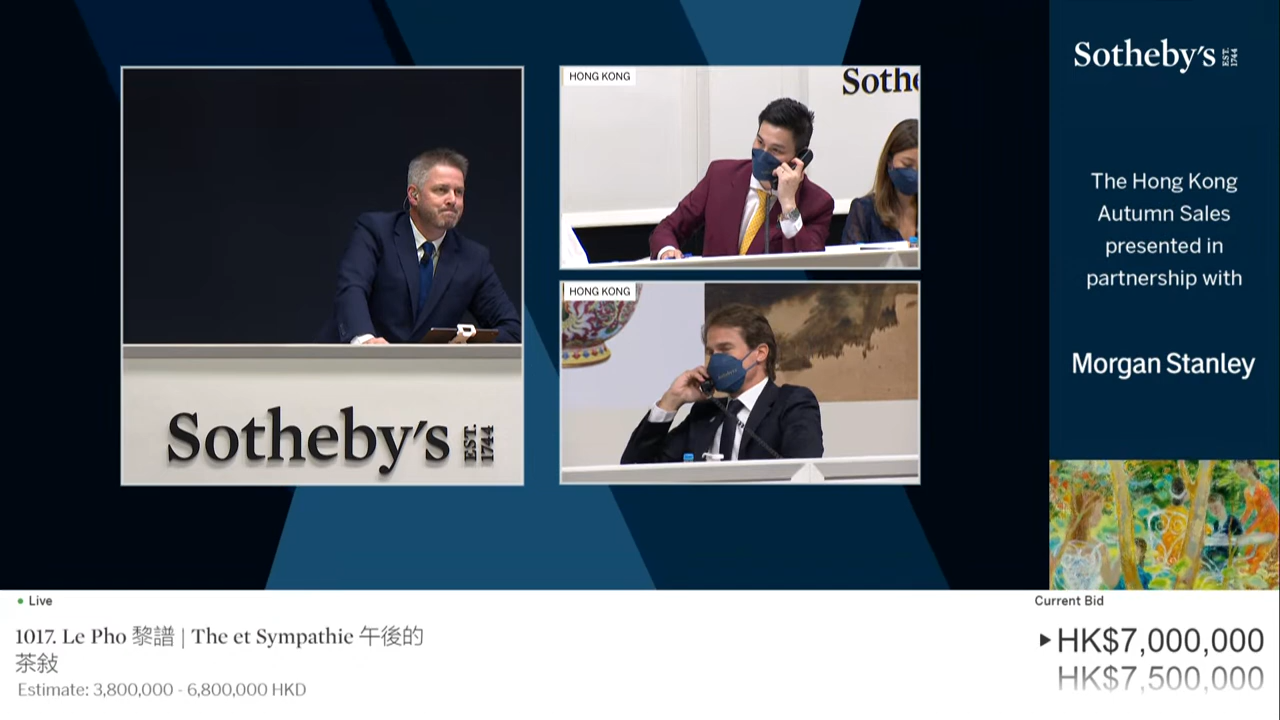 HONG KONG
Sothe
HONG KONG
Sotheby's EST. 1744
Sotheby's EST. 1744
The Hong Kong
Autumn Sales
presented in
partnership with
Morgan Stanley
Live
1017. Le Pho 黎譜 | The et Sympathie 午後的
茶敍
Estimate: 3,800,000 - 6,800,000 HKD
Current Bid
HK$7,000,000
HK$7,500,000